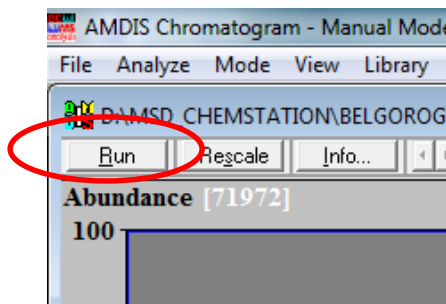 AMDIS Chromatogram - Manual Mode
File Analyze Mode View Library
D:\MSD_CHEMSTATION\BELGOROG
Run Rescale Info...
Abundance [71972]
100